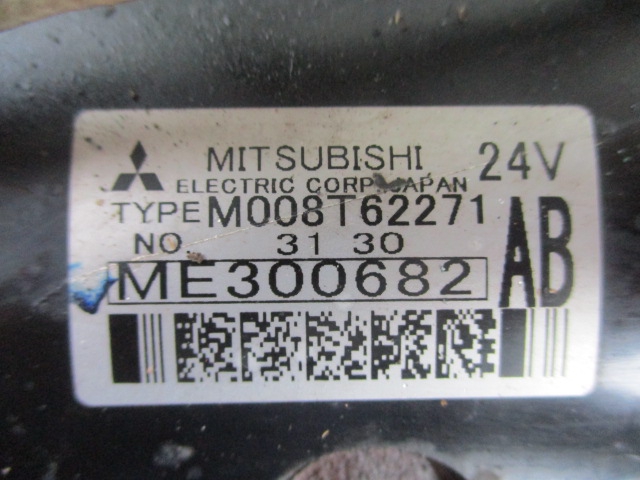 MITSUBISHI 24V
ELECTRIC CORP. JAPAN
TYPE M008T62271
NO. 31 30
ME300682 AB